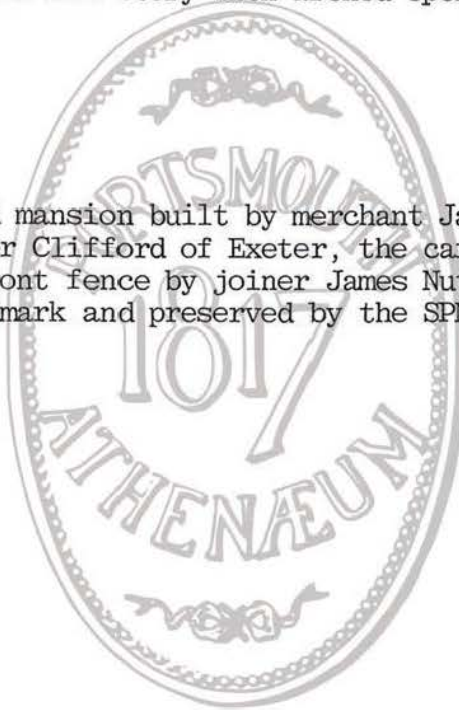 mansion built by merchant Ja
r Clifford of Exeter, the ca
ont fence by joiner James Nu
mark and preserved by the SP
PORTSMOUTH
1817
ATHENÆUM